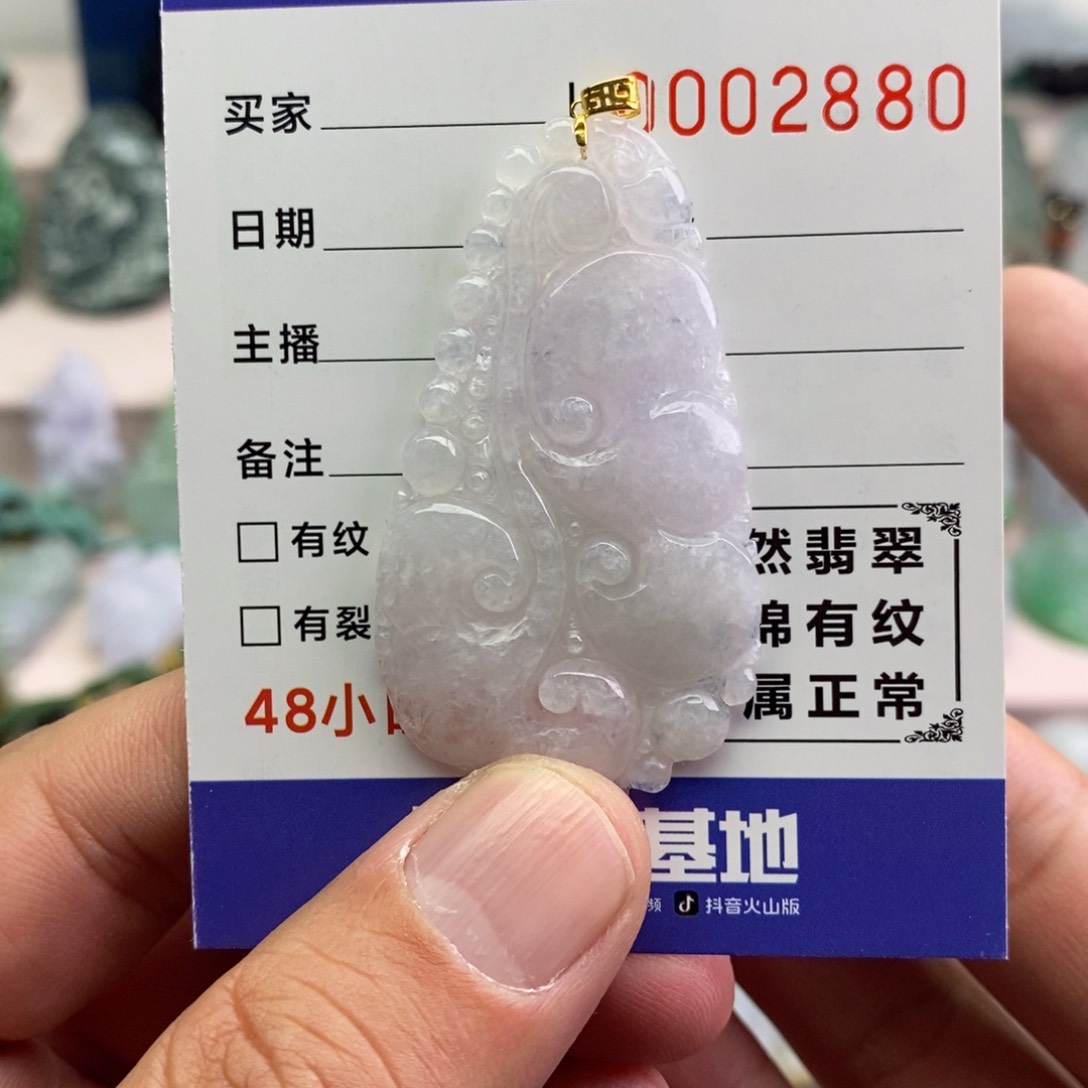 买家 0002880
日期
主播
备注
有纹
有裂
48小
然翡翠
棉有纹
属正常
基地
频 抖音火山版